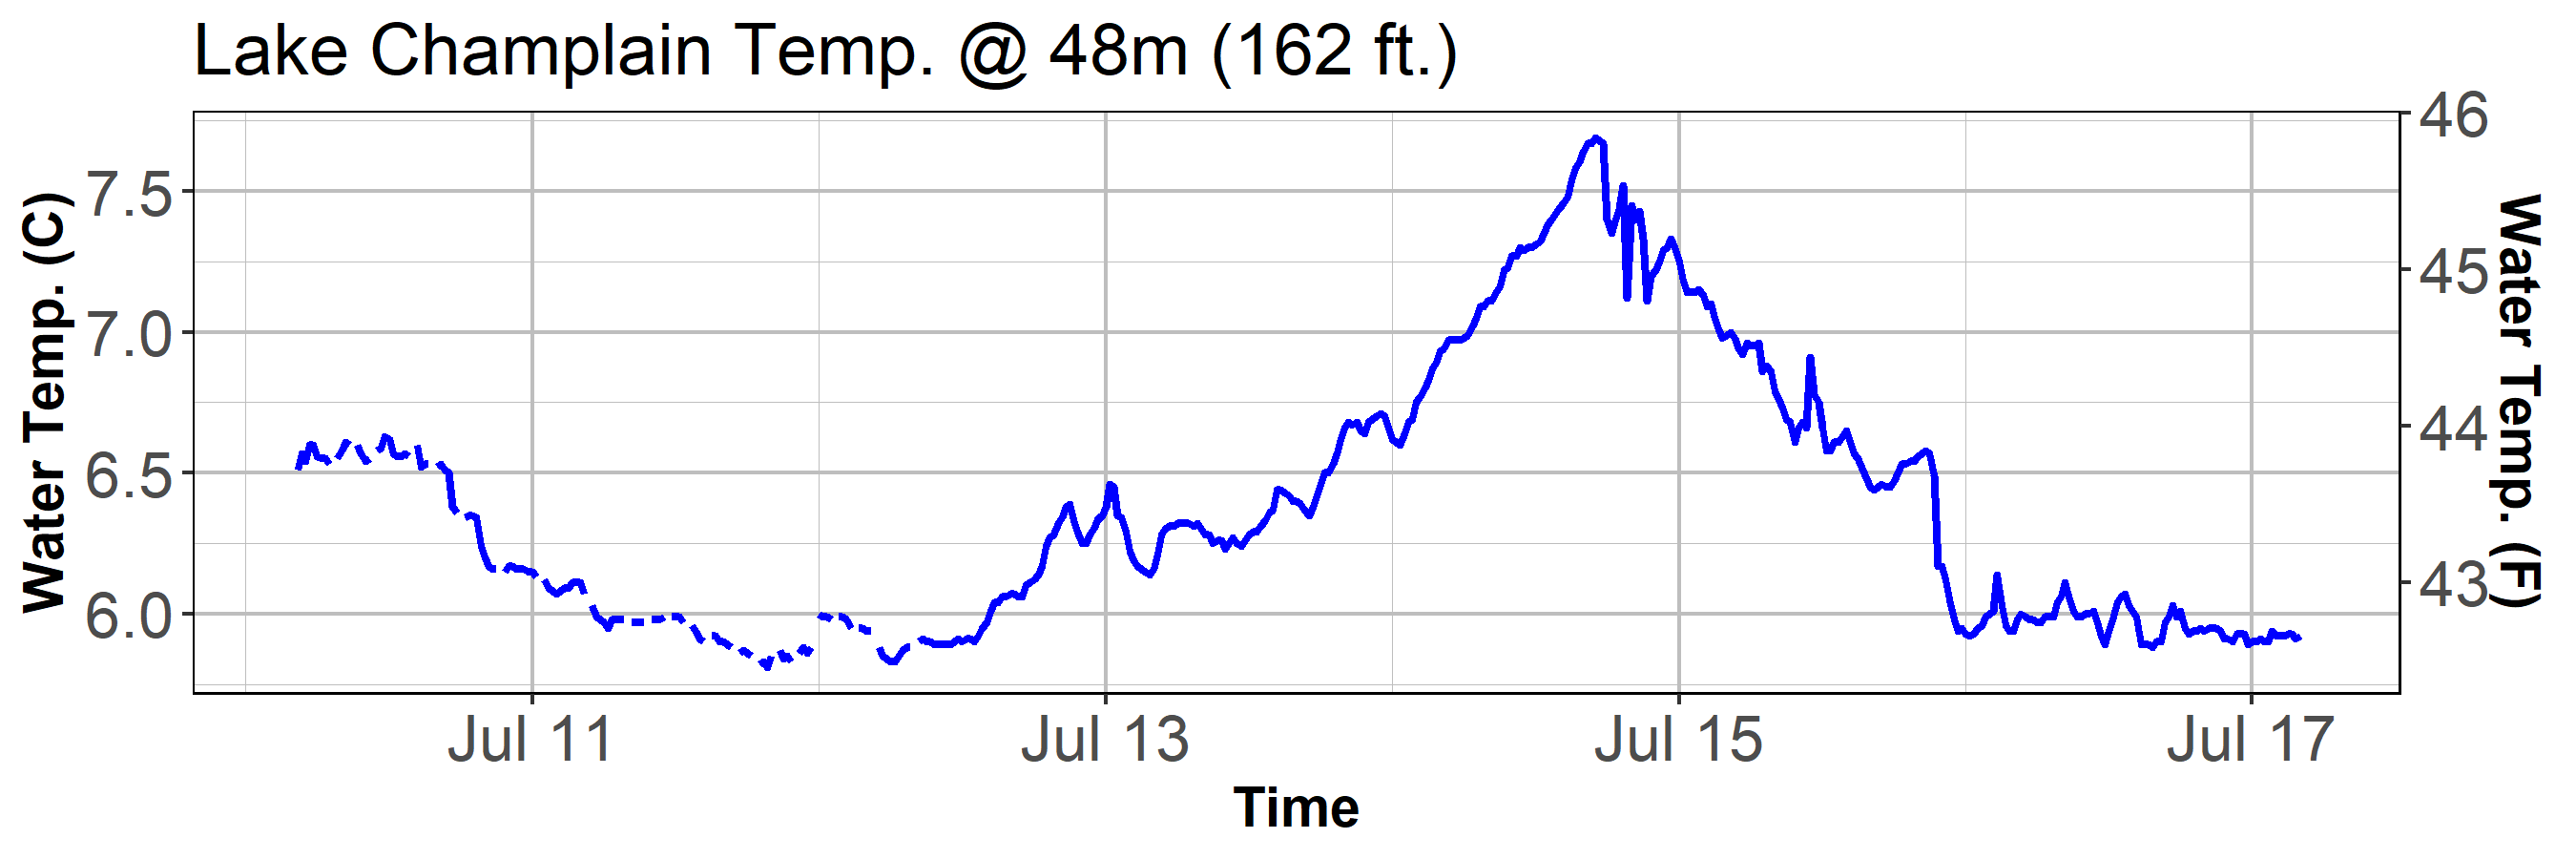 Lake Champlain Temp. @ 48m (162 ft.)
Water Temp. (C)
7.5
7.0
6.5
6.0
46
45
44
43
Water Temp. (F)
Jul 11 Jul 13 Jul 15 Jul 17
Time